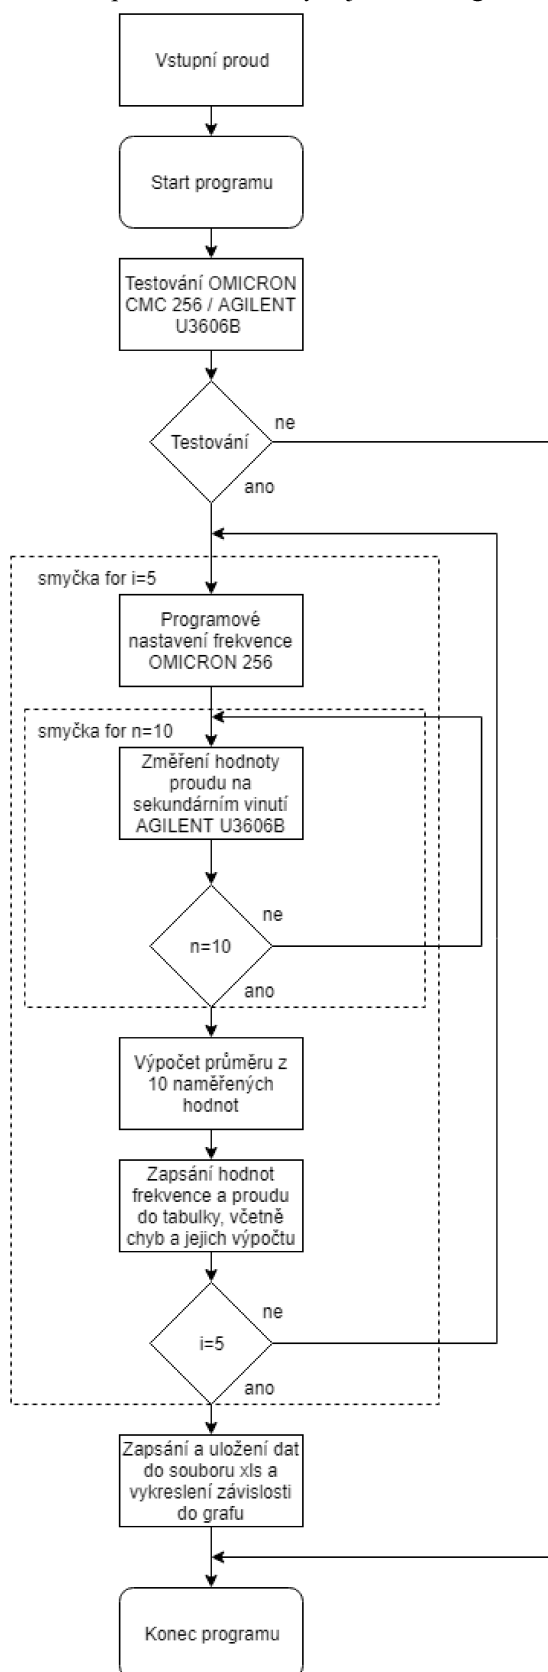 Vstupní proud
Start programu
Testování OMICRON
CMC 256 / AGILENT
U3606B
ne
Testování
ano
smyčka for i=5
Programové
nastavení frekvence
OMICRON 256
smyčka for n=10
Změření hodnoty
proudu na
sekundárním vinutí
AGILENT U3606B
ne
n=10
ano
Výpočet průměru z
10 naměřených
hodnot
Zapsání hodnot
frekvence a proudu
do tabulky, včetně
chyb a jejich výpočtu
ne
i=5
ano
Zapsání a uložení dat
do souboru xls a
vykreslení závislosti
do grafu
Konec programu